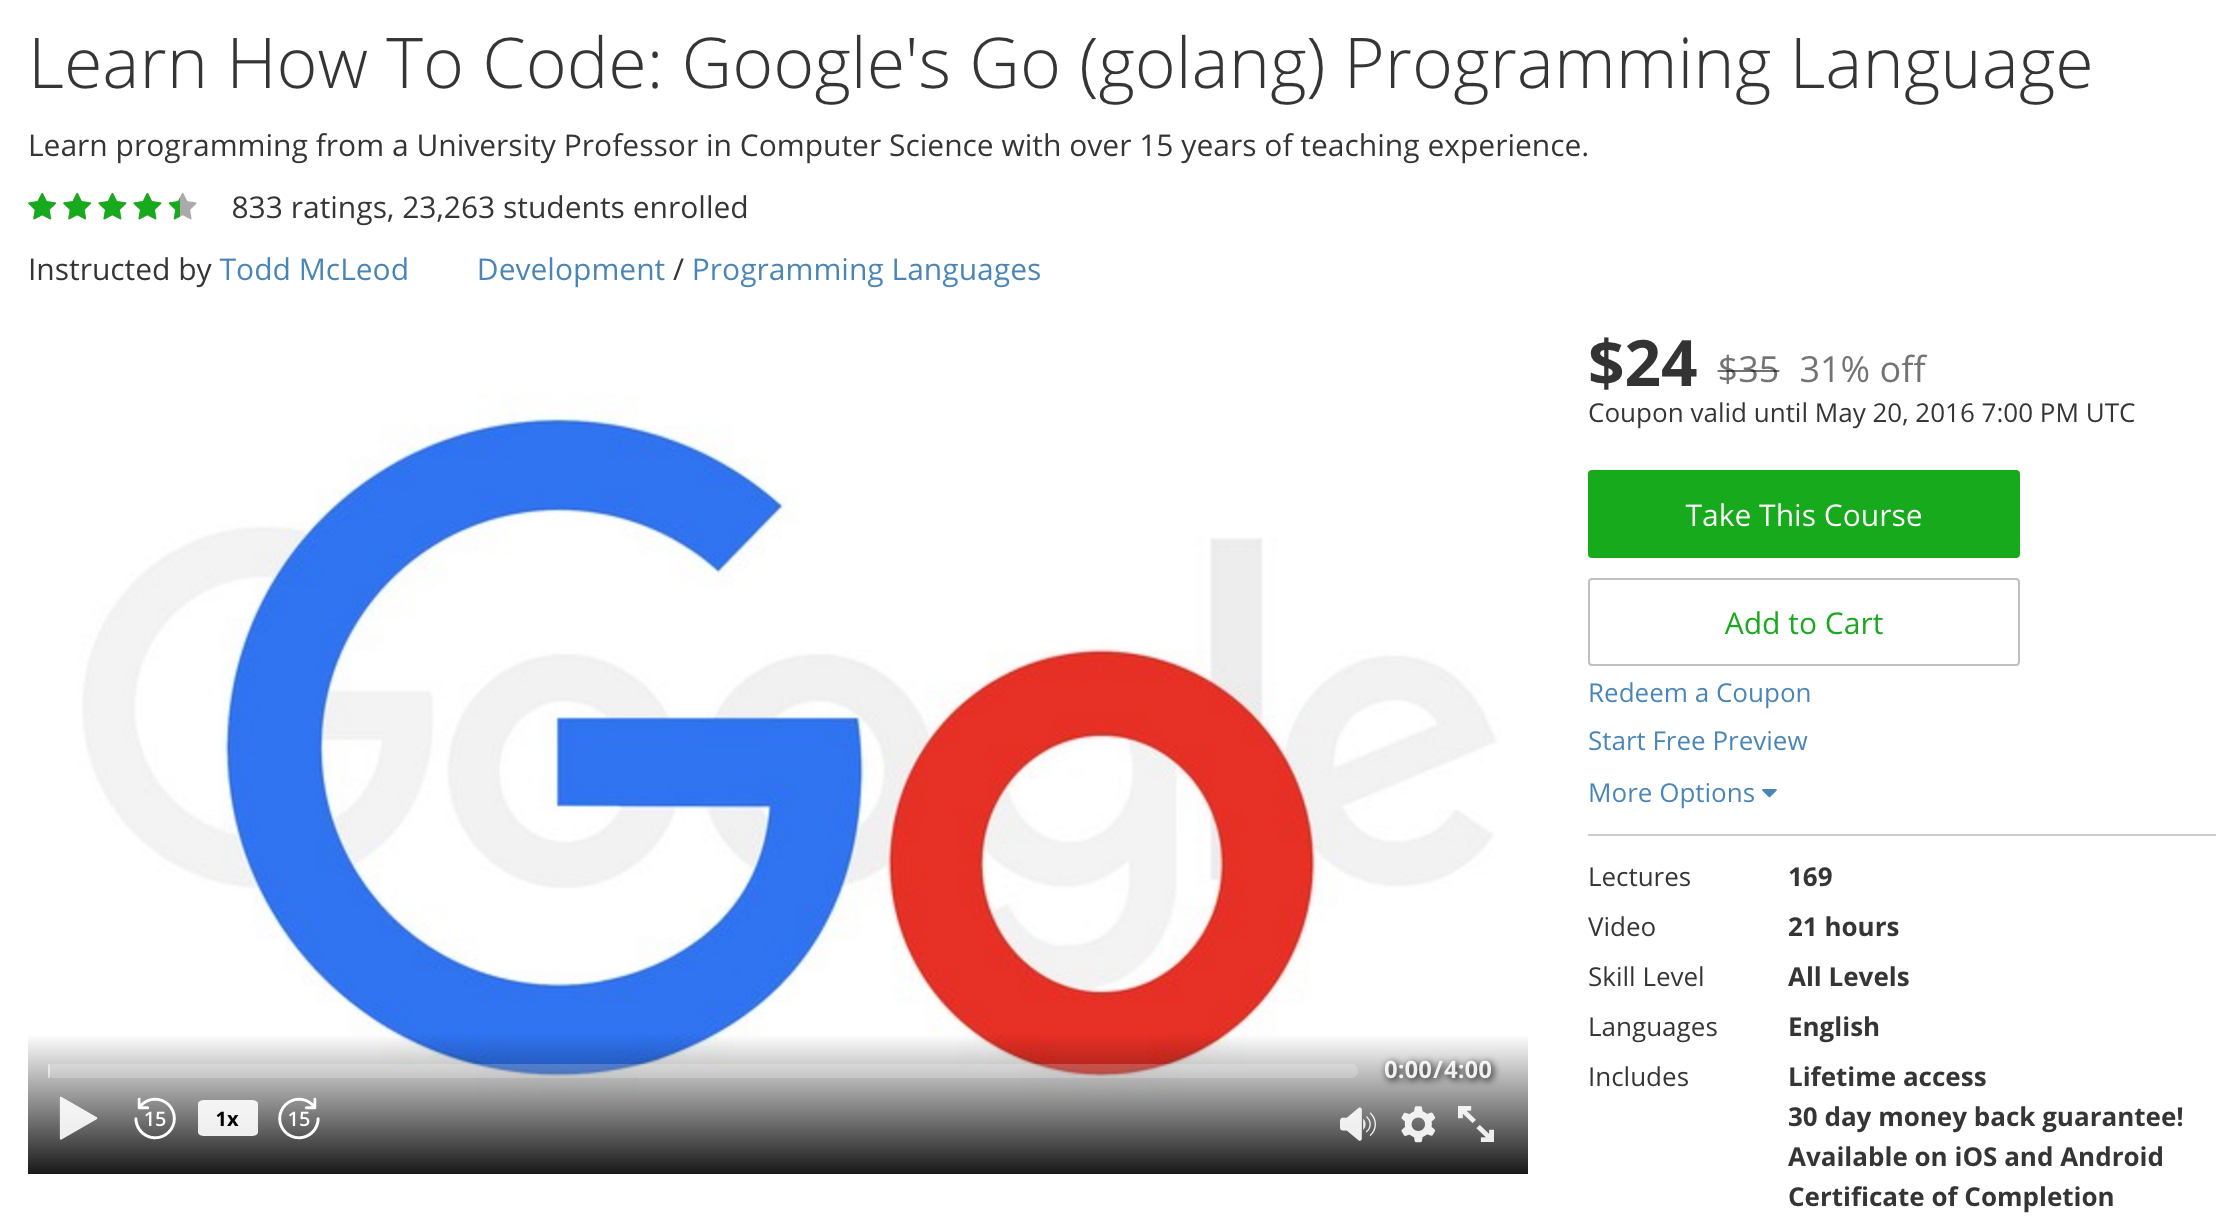 Learn How To Code: Google's Go (golang) Programming Language
Learn programming from a University Professor in Computer Science with over 15 years of teaching experience.
833 ratings, 23,263 students enrolled
Instructed by Todd McLeod Development / Programming Languages
Google
Go
0:00/4:00
15 1x 15
$24 $35 31% off
Coupon valid until May 20, 2016 7:00 PM UTC
Take This Course
Add to Cart
Redeem a Coupon
Start Free Preview
More Options
Lectures 169
Video 21 hours
Skill Level All Levels
Languages English
Includes Lifetime access
30 day money back guarantee!
Available on iOS and Android
Certificate of Completion